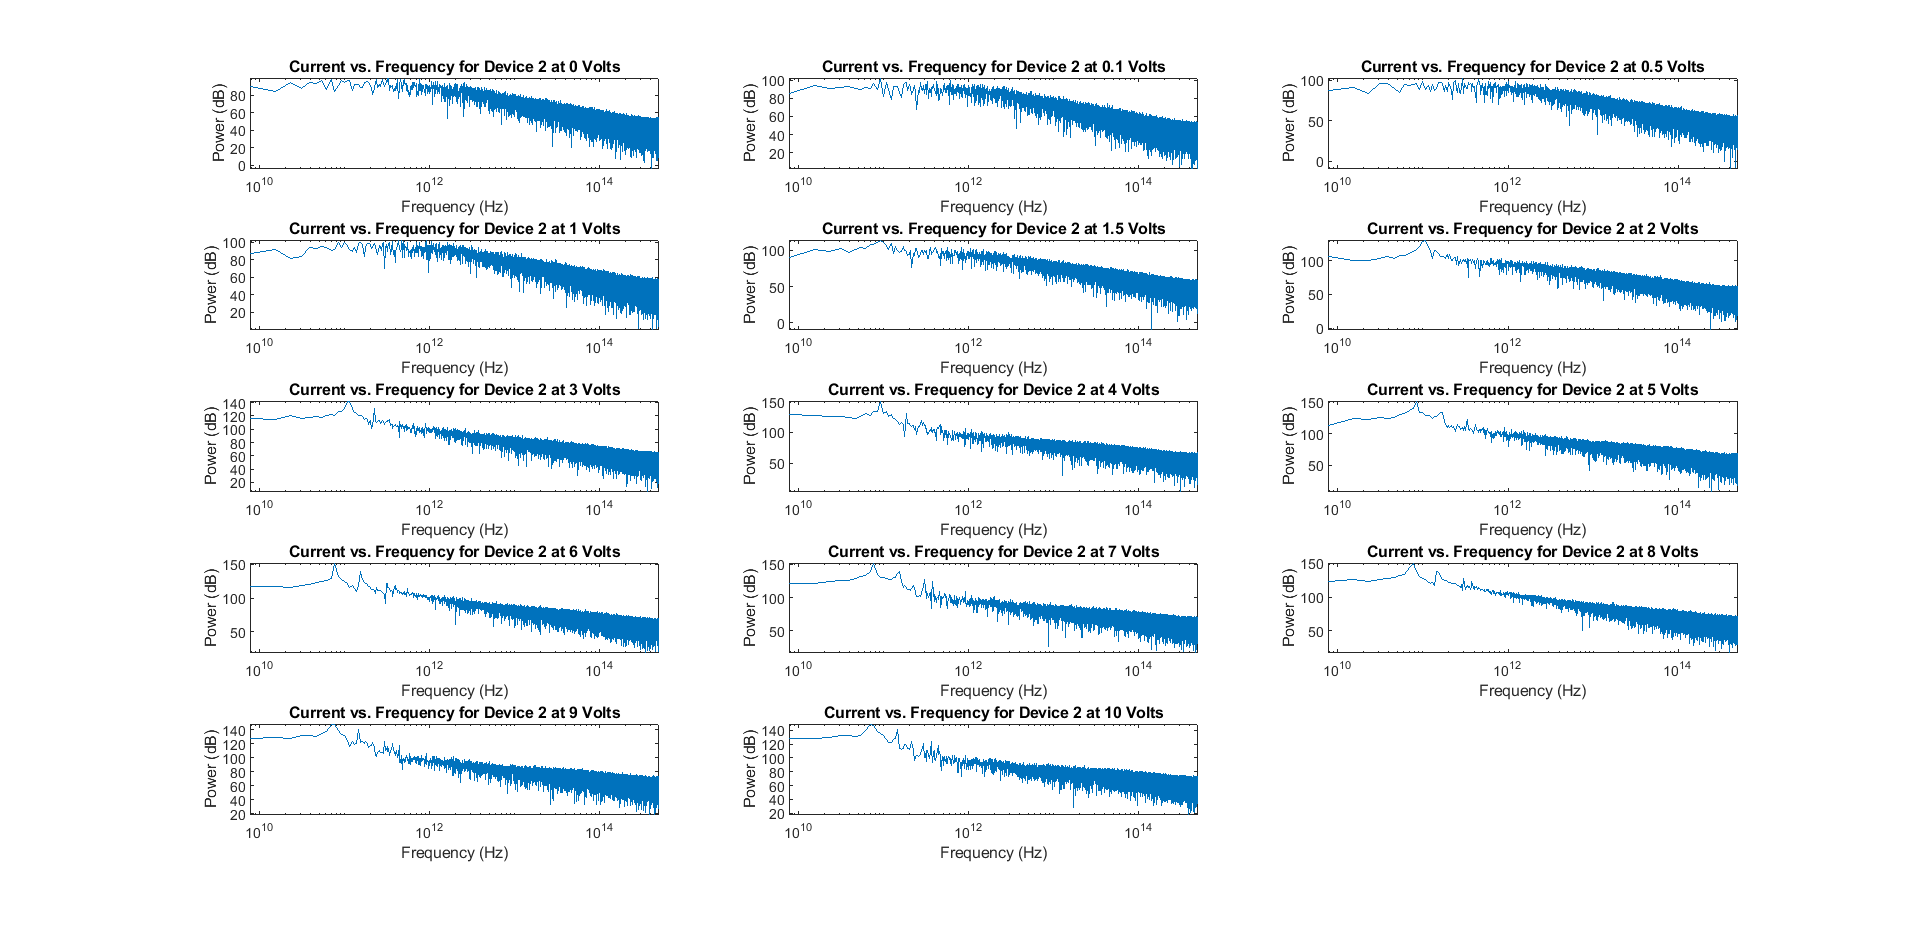 Current vs. Frequency for Device 2 at 0 Volts
Power (dB)
80
60
40
20
0
10^10
10^12
10^14
Frequency (Hz)
Current vs. Frequency for Device 2 at 0.1 Volts
Power (dB)
100
80
60
40
20
10^10
10^12
10^14
Frequency (Hz)
Current vs. Frequency for Device 2 at 0.5 Volts
Power (dB)
100
50
0
10^10
10^12
10^14
Frequency (Hz)
Current vs. Frequency for Device 2 at 1 Volts
Power (dB)
100
80
60
40
20
10^10
10^12
10^14
Frequency (Hz)
Current vs. Frequency for Device 2 at 1.5 Volts
Power (dB)
100
50
0
10^10
10^12
10^14
Frequency (Hz)
Current vs. Frequency for Device 2 at 2 Volts
Power (dB)
100
50
0
10^10
10^12
10^14
Frequency (Hz)
Current vs. Frequency for Device 2 at 3 Volts
Power (dB)
140
120
100
80
60
40
20
10^10
10^12
10^14
Frequency (Hz)
Current vs. Frequency for Device 2 at 4 Volts
Power (dB)
150
100
50
10^10
10^12
10^14
Frequency (Hz)
Current vs. Frequency for Device 2 at 5 Volts
Power (dB)
150
100
50
10^10
10^12
10^14
Frequency (Hz)
Current vs. Frequency for Device 2 at 6 Volts
Power (dB)
150
100
50
10^10
10^12
10^14
Frequency (Hz)
Current vs. Frequency for Device 2 at 7 Volts
Power (dB)
150
100
50
10^10
10^12
10^14
Frequency (Hz)
Current vs. Frequency for Device 2 at 8 Volts
Power (dB)
150
100
50
10^10
10^12
10^14
Frequency (Hz)
Current vs. Frequency for Device 2 at 9 Volts
Power (dB)
140
120
100
80
60
40
20
10^10
10^12
10^14
Frequency (Hz)
Current vs. Frequency for Device 2 at 10 Volts
Power (dB)
140
120
100
80
60
40
20
10^10
10^12
10^14
Frequency (Hz)